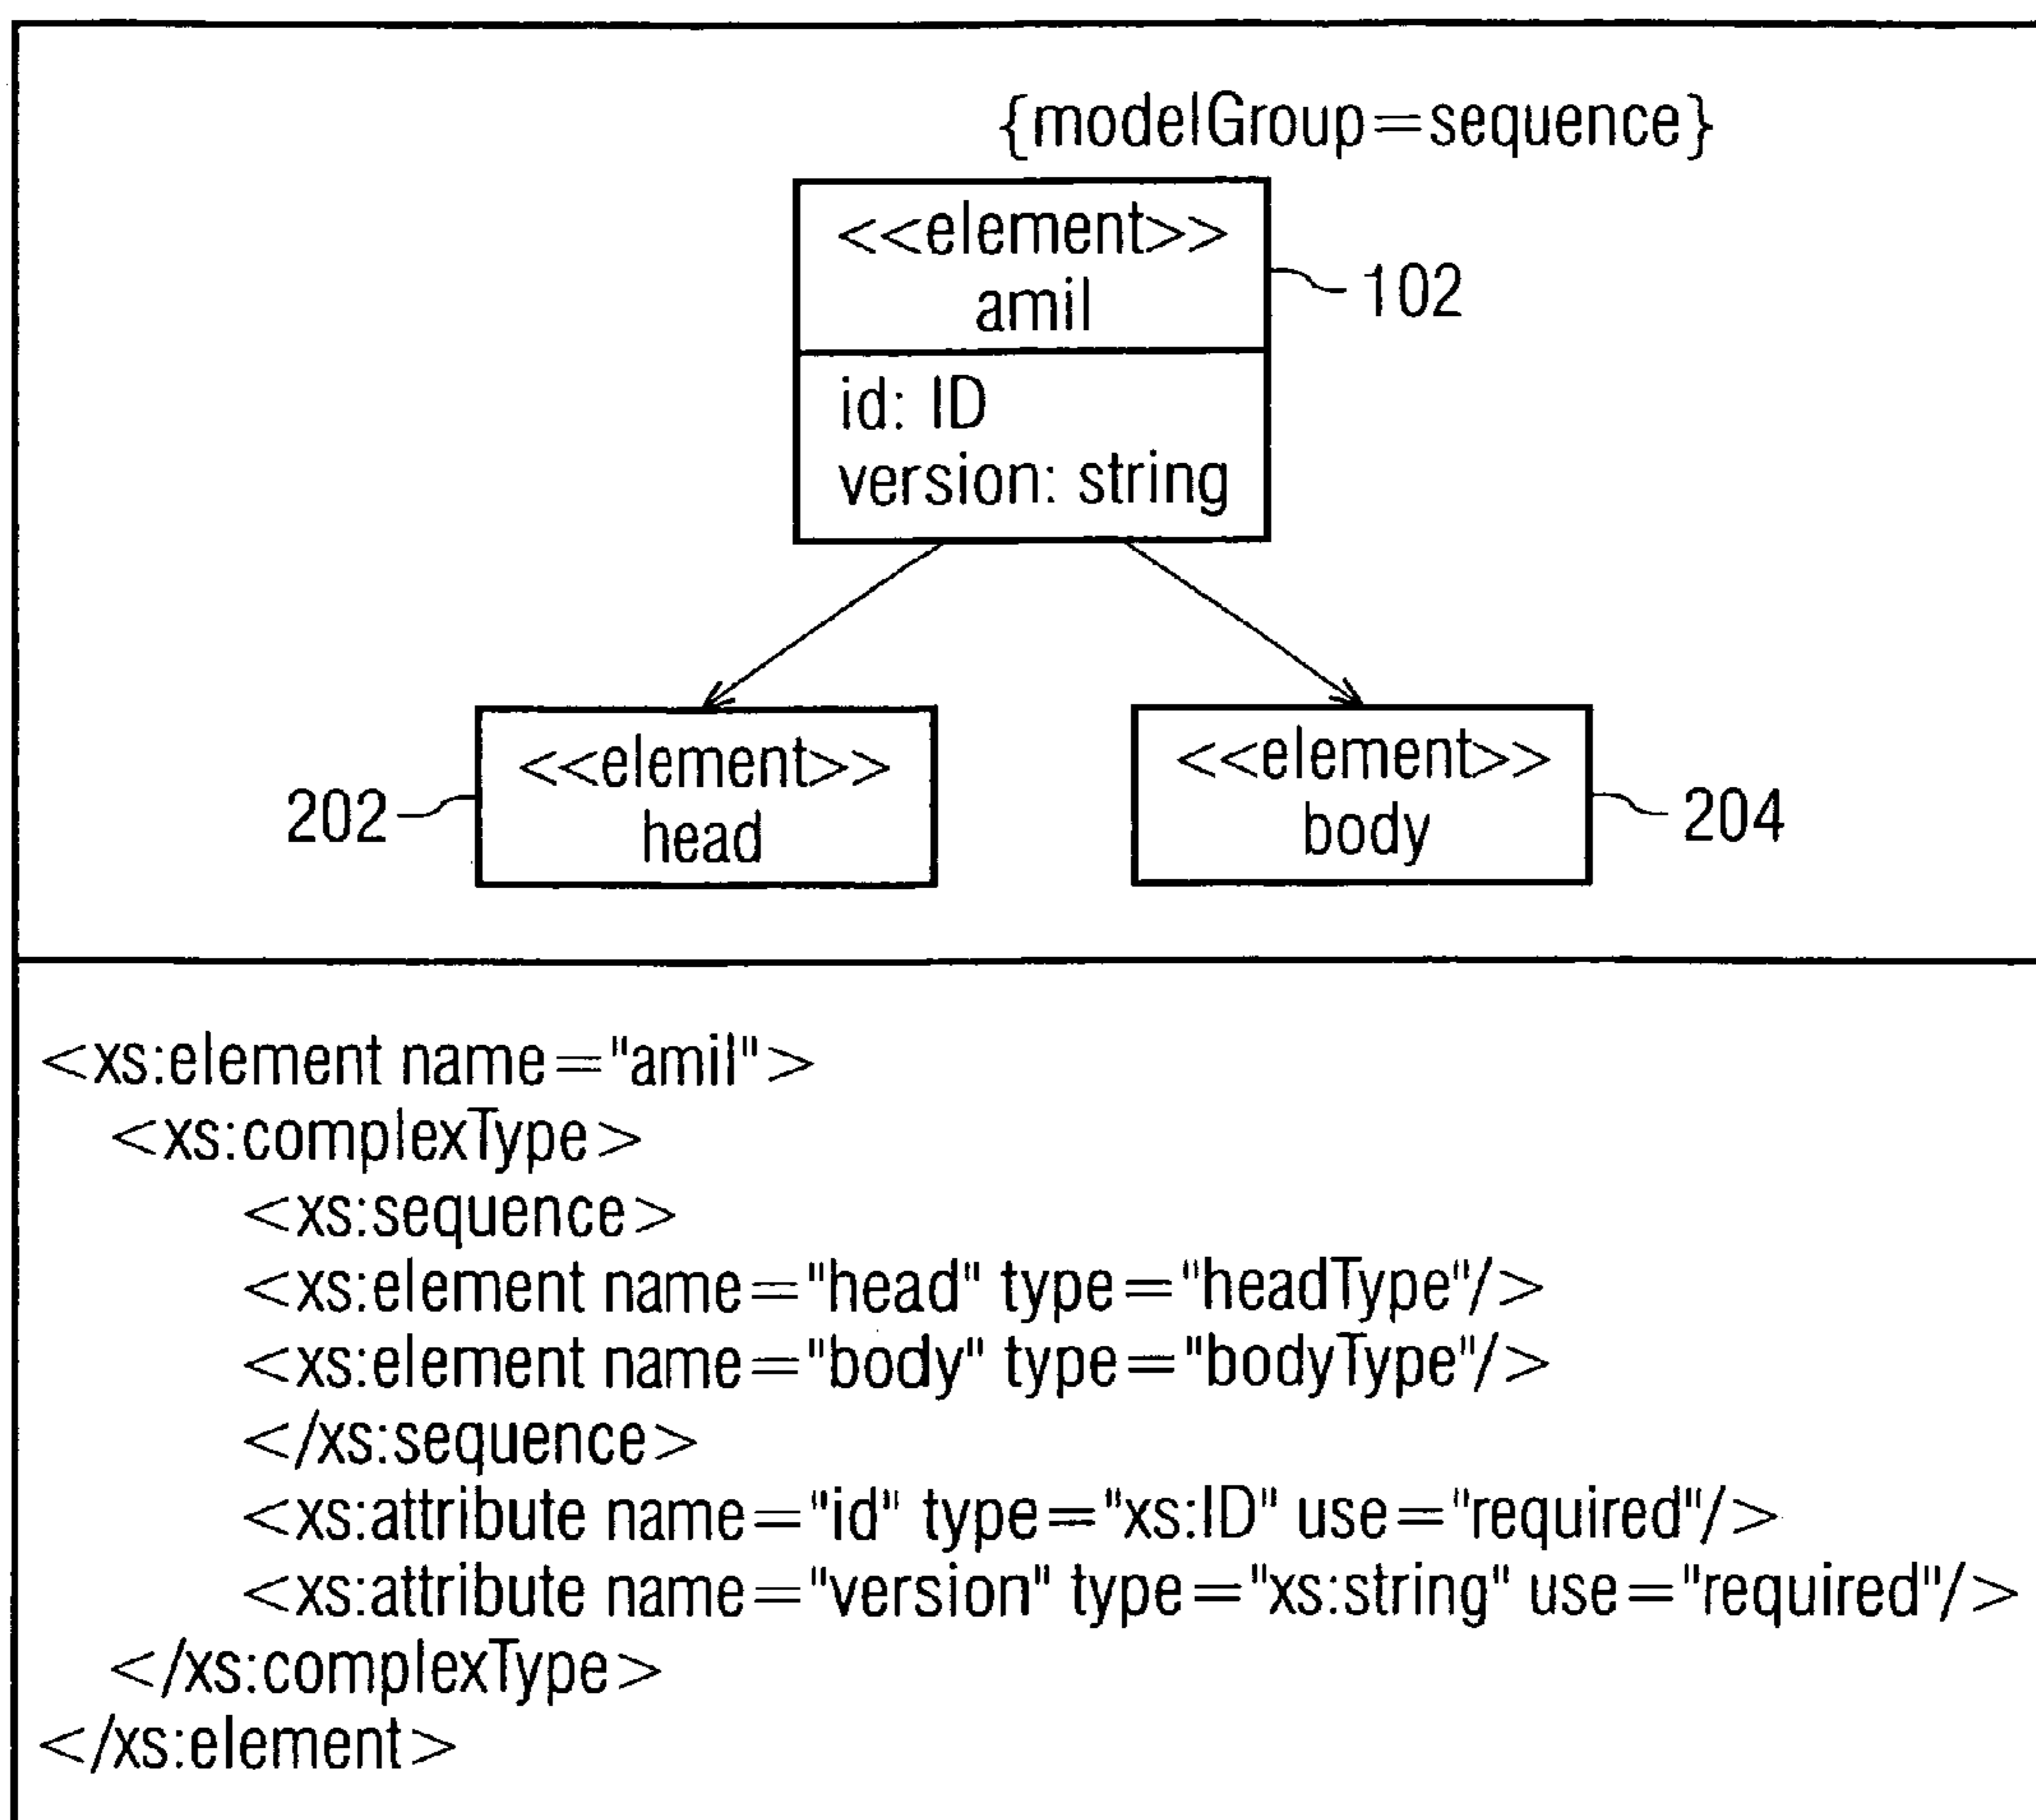 {modelGroup=sequence}
<<element>>
amil
102
id: ID
version: string
<<element>>
head
202
<<element>>
body
204
<xs:element name="amil">
<xs:complexType>
<xs:sequence>
<xs:element name="head" type="headType"/>
<xs:element name="body" type="bodyType"/>
</xs:sequence>
<xs:attribute name="id" type="xs:ID" use="required"/>
<xs:attribute name="version" type="xs:string" use="required"/>
</xs:complexType>
</xs:element>